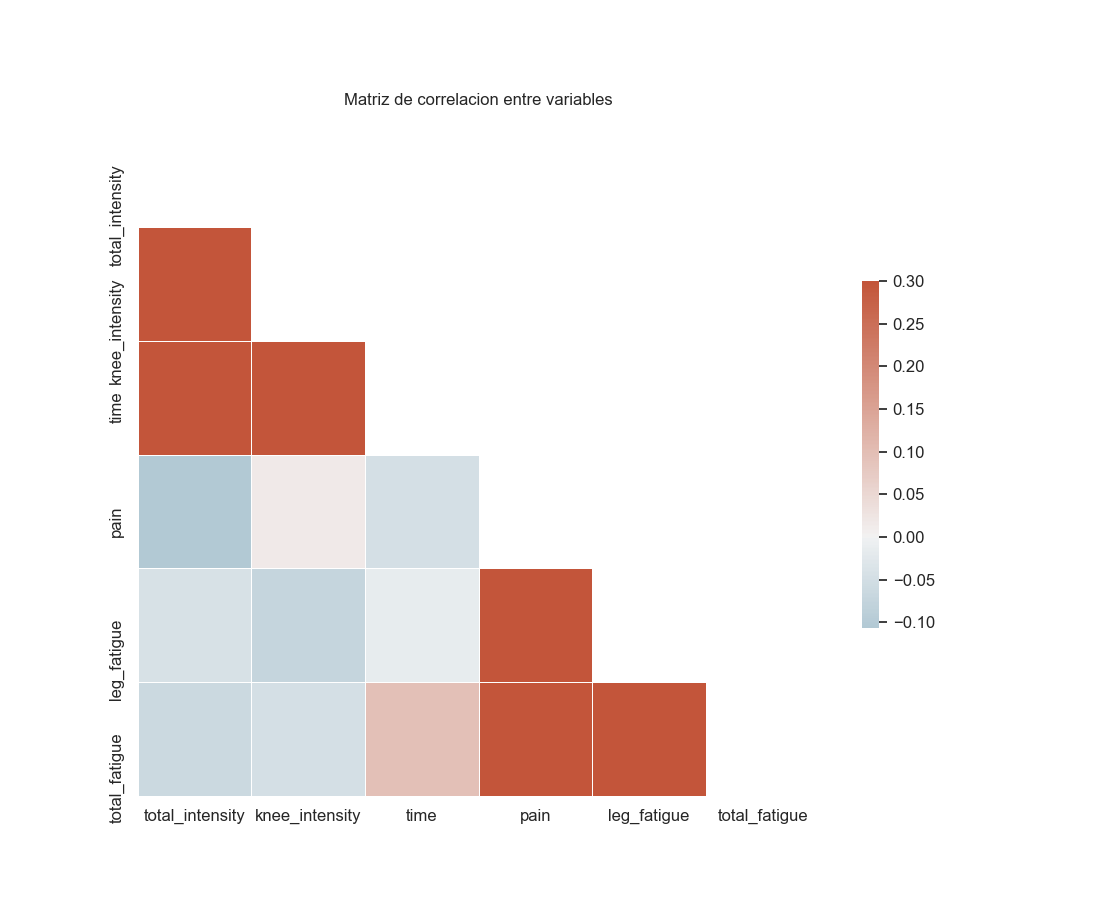 Matriz de correlacion entre variables
total_intensity
knee_intensity
time
pain
leg_fatigue
total_fatigue
0.30
0.25
0.20
0.15
0.10
0.05
0.00
−0.05
−0.10
total_intensity knee_intensity time pain leg_fatigue total_fatigue